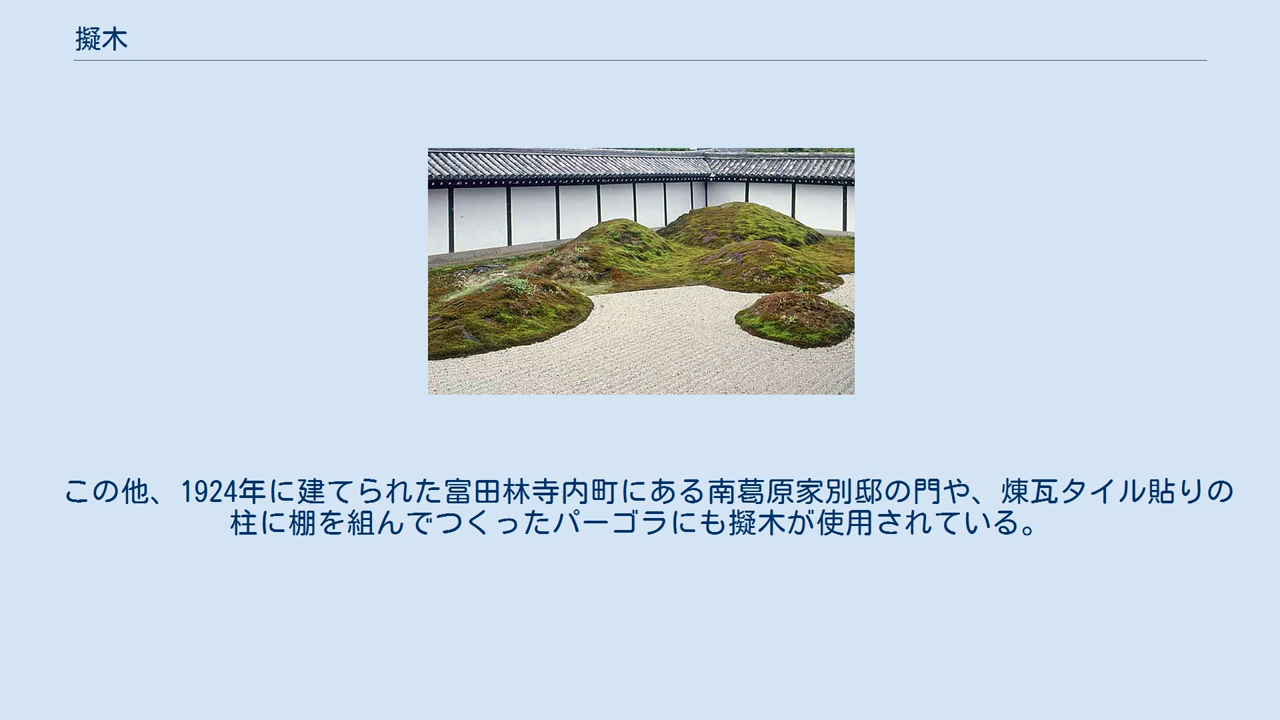 擬木
この他、1924年に建てられた富田林寺内町にある南葛原家別邸の門や、煉瓦タイル貼りの
柱に棚を組んでつくったパーゴラにも擬木が使用されている。